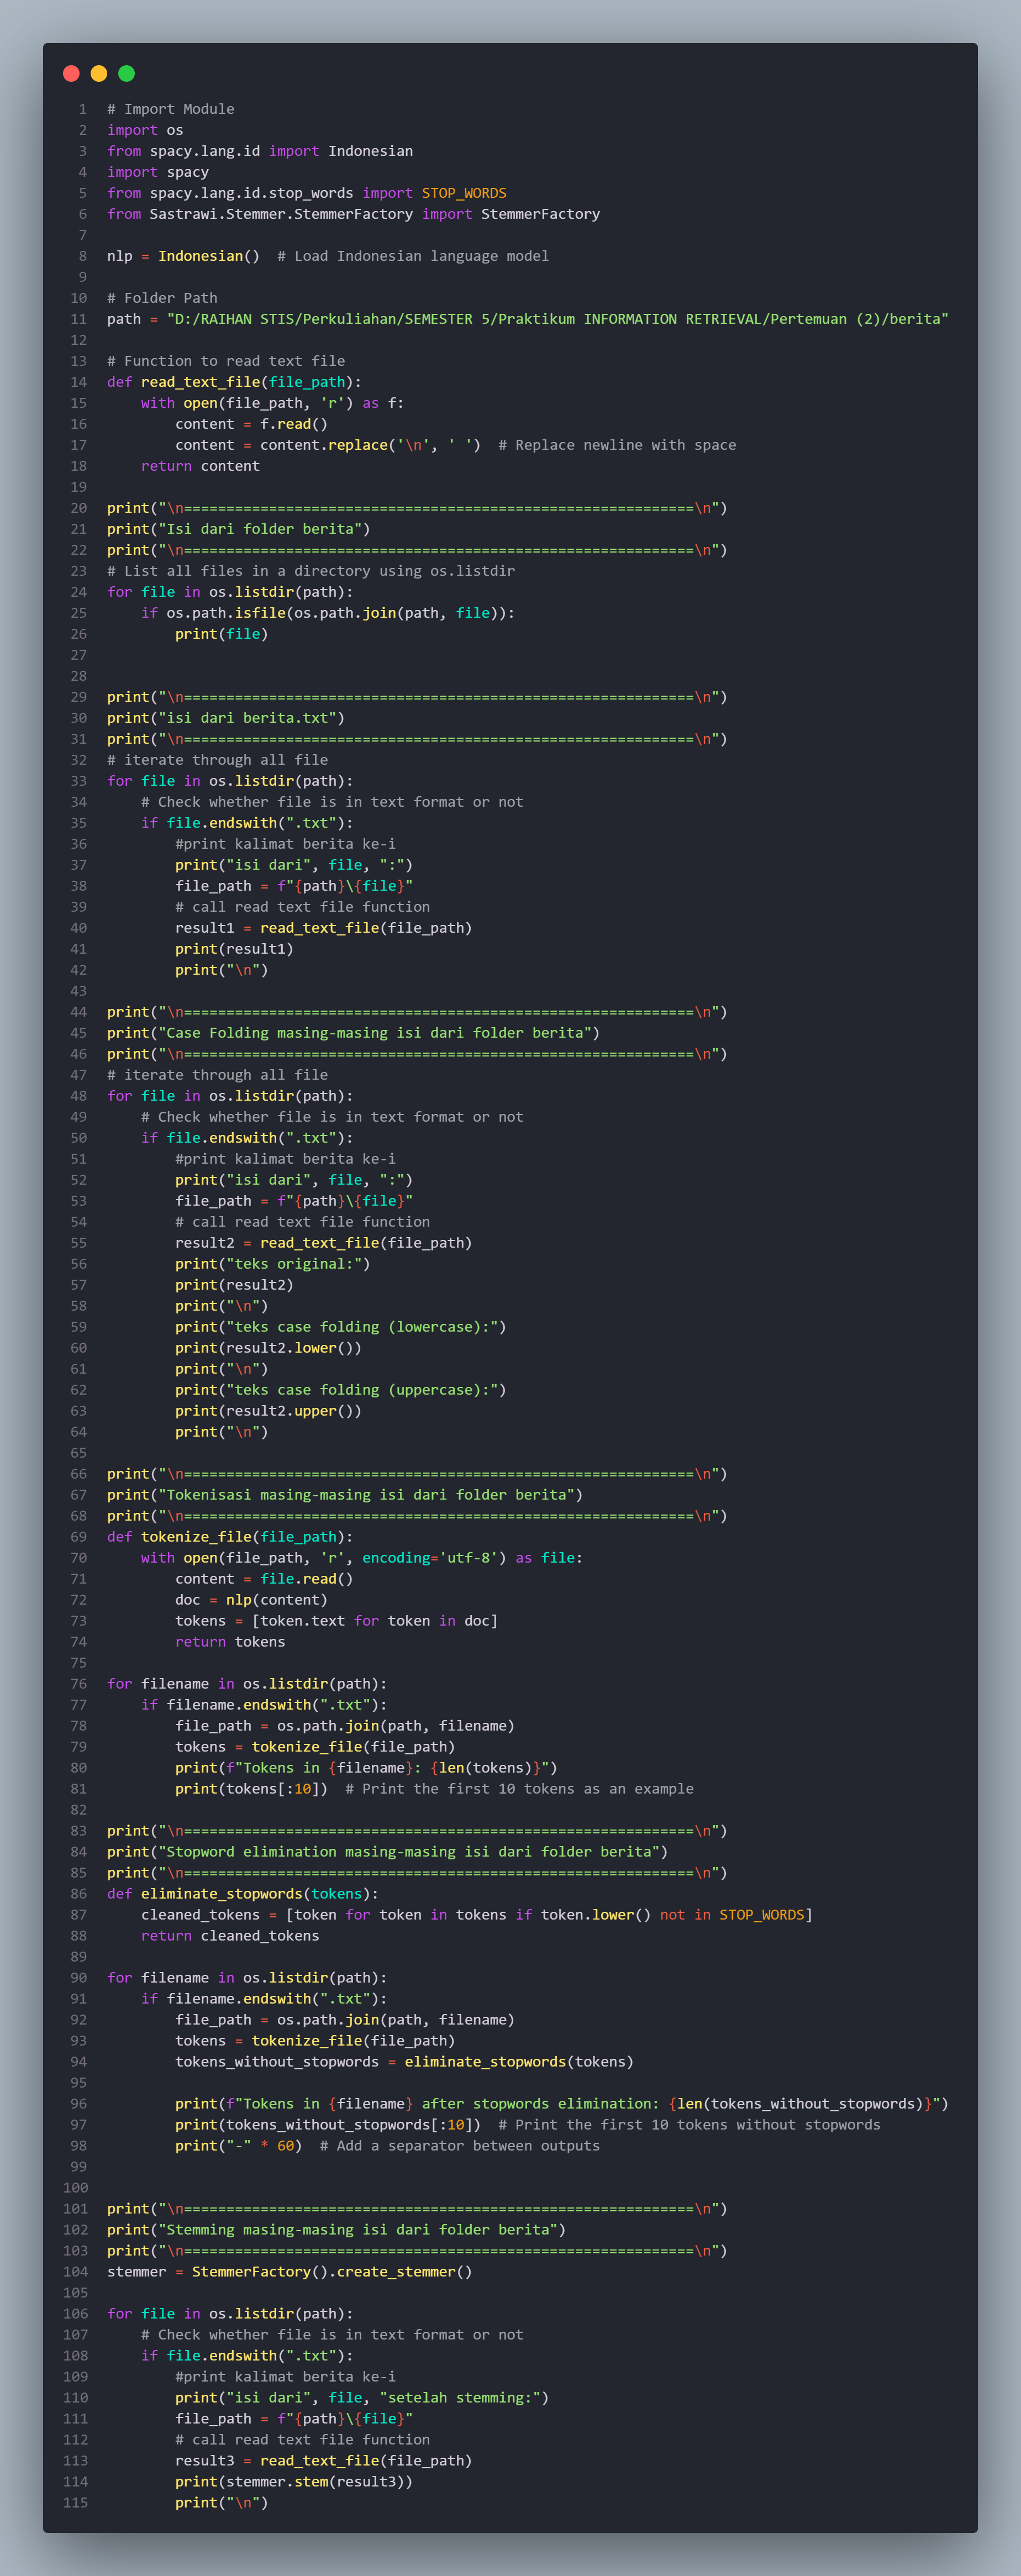 1 # Import Module
2 import os
3 from spacy.lang.id import Indonesian
4 import spacy
5 from spacy.lang.id.stop_words import STOP_WORDS
6 from Sastrawi.Stemmer.StemmerFactory import StemmerFactory
7
8 nlp = Indonesian()  # Load Indonesian language model
9
10 # Folder Path
11 path = "D:/RAIHAN STIS/Perkuliahan/SEMESTER 5/Praktikum INFORMATION RETRIEVAL/Pertemuan (2)/berita"
12
13 # Function to read text file
14 def read_text_file(file_path):
15     with open(file_path, 'r') as f:
16         content = f.read()
17         content = content.replace('\n', ' ')  # Replace newline with space
18     return content
19
20 print("\n============================================================\n")
21 print("Isi dari folder berita")
22 print("\n============================================================\n")
23 # List all files in a directory using os.listdir
24 for file in os.listdir(path):
25     if os.path.isfile(os.path.join(path, file)):
26         print(file)
27
28
29 print("\n============================================================\n")
30 print("isi dari berita.txt")
31 print("\n============================================================\n")
32 # iterate through all file
33 for file in os.listdir(path):
34     # Check whether file is in text format or not
35     if file.endswith(".txt"):
36         #print kalimat berita ke-i
37         print("isi dari", file, ":")
38         file_path = f"{path}\{file}"
39         # call read text file function
40         result1 = read_text_file(file_path)
41         print(result1)
42         print("\n")
43
44 print("\n============================================================\n")
45 print("Case Folding masing-masing isi dari folder berita")
46 print("\n============================================================\n")
47 # iterate through all file
48 for file in os.listdir(path):
49     # Check whether file is in text format or not
50     if file.endswith(".txt"):
51         #print kalimat berita ke-i
52         print("isi dari", file, ":")
53         file_path = f"{path}\{file}"
54         # call read text file function
55         result2 = read_text_file(file_path)
56         print("teks original:")
57         print(result2)
58         print("\n")
59         print("teks case folding (lowercase):")
60         print(result2.lower())
61         print("\n")
62         print("teks case folding (uppercase):")
63         print(result2.upper())
64         print("\n")
65
66 print("\n============================================================\n")
67 print("Tokenisasi masing-masing isi dari folder berita")
68 print("\n============================================================\n")
69 def tokenize_file(file_path):
70     with open(file_path, 'r', encoding='utf-8') as file:
71         content = file.read()
72         doc = nlp(content)
73         tokens = [token.text for token in doc]
74         return tokens
75
76 for filename in os.listdir(path):
77     if filename.endswith(".txt"):
78         file_path = os.path.join(path, filename)
79         tokens = tokenize_file(file_path)
80         print(f"Tokens in {filename}: {len(tokens)}")
81         print(tokens[:10])  # Print the first 10 tokens as an example
82
83 print("\n============================================================\n")
84 print("Stopword elimination masing-masing isi dari folder berita")
85 print("\n============================================================\n")
86 def eliminate_stopwords(tokens):
87     cleaned_tokens = [token for token in tokens if token.lower() not in STOP_WORDS]
88     return cleaned_tokens
89
90 for filename in os.listdir(path):
91     if filename.endswith(".txt"):
92         file_path = os.path.join(path, filename)
93         tokens = tokenize_file(file_path)
94         tokens_without_stopwords = eliminate_stopwords(tokens)
95
96         print(f"Tokens in {filename} after stopwords elimination: {len(tokens_without_stopwords)}")
97         print(tokens_without_stopwords[:10])  # Print the first 10 tokens without stopwords
98         print("-" * 60)  # Add a separator between outputs
99
100
101 print("\n============================================================\n")
102 print("Stemming masing-masing isi dari folder berita")
103 print("\n============================================================\n")
104 stemmer = StemmerFactory().create_stemmer()
105
106 for file in os.listdir(path):
107     # Check whether file is in text format or not
108     if file.endswith(".txt"):
109         #print kalimat berita ke-i
110         print("isi dari", file, "setelah stemming:")
111         file_path = f"{path}\{file}"
112         # call read text file function
113         result3 = read_text_file(file_path)
114         print(stemmer.stem(result3))
115         print("\n")